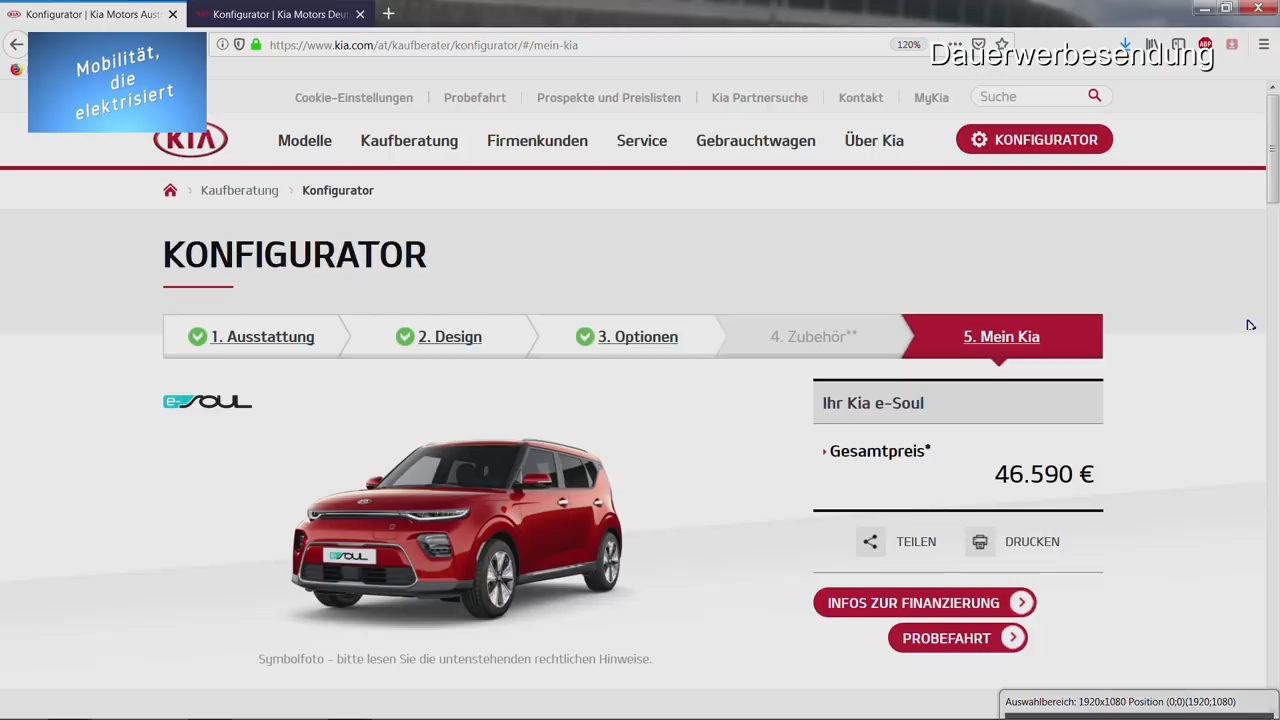 Konfigurator | Kia Motors Aust
Konfigurator | Kia Motors Deut
https://www.kia.com/at/kaufberater/konfigurator/#/mein-kia
120%
Dauerwerbesendung
ABP
Mobilität,
die
elektrisiert
Cookie-Einstellungen
Probefahrt
Prospekte und Preislisten
Kia Partnersuche
Kontakt
MyKia
Suche
KIA
Modelle
Kaufberatung
Firmenkunden
Service
Gebrauchtwagen
Über Kia
KONFIGURATOR
Kaufberatung
Konfigurator
KONFIGURATOR
1. Ausstattung
2. Design
3. Optionen
4. Zubehör**
5. Mein Kia
e-SOUL
Ihr Kia e-Soul
Gesamtpreis*
46.590 €
e-SOUL
TEILEN
DRUCKEN
INFOS ZUR FINANZIERUNG
PROBEFAHRT
Symbolfoto - bitte lesen Sie die untenstehenden rechtlichen Hinweise.
Auswahlbereich: 1920x1080 Position (0;0)(1920;1080)